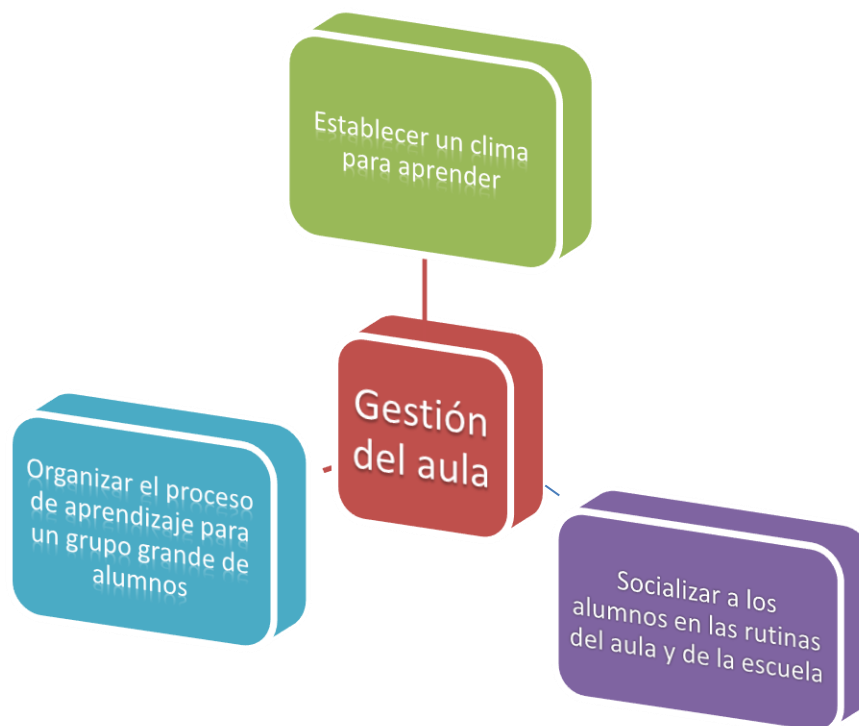 Establecer un clima
para aprender
Gestión
del aula
Organizar el proceso
de aprendizaje para
un grupo grande de
alumnos
Socializar a los
alumnos en las rutinas
del aula y de la escuela